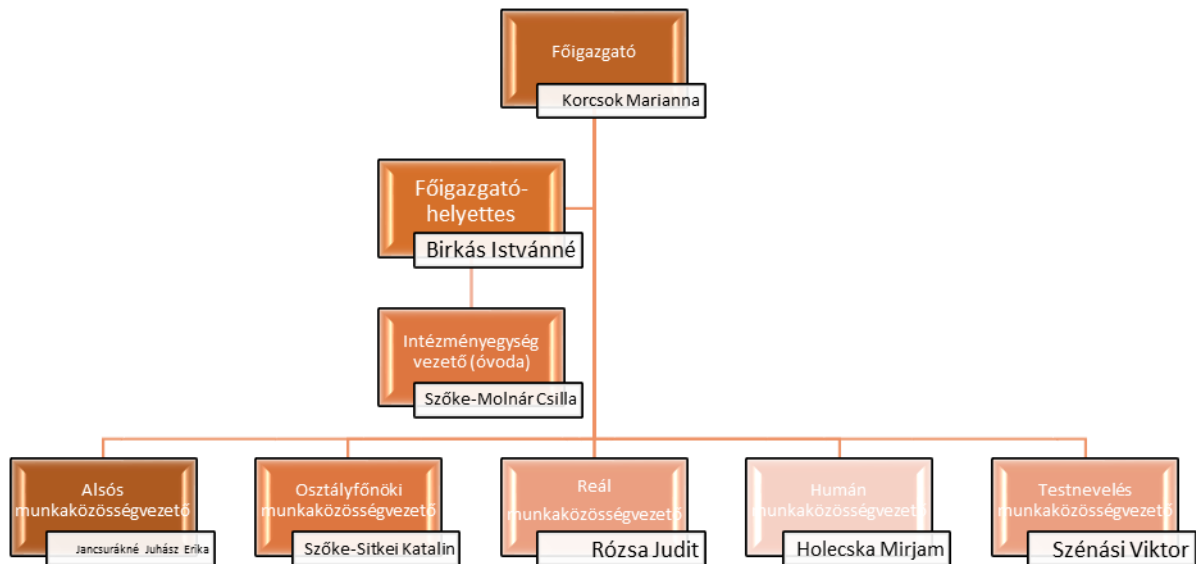 Főigazgató
Korcsok Marianna
Főigazgató-
helyettes
Birkás Istvánné
Intézményegység
vezető (óvoda)
Szőke-Molnár Csilla
Alsós
munkaközösségvezető
Jancsurákné Juhász Erika
Osztályfőnöki
munkaközösségvezető
Szőke-Sitkei Katalin
Reál
munkaközösségvezető
Rózsa Judit
Humán
munkaközösségvezető
Holecska Mirjam
Testnevelés
munkaközösségvezető
Szénási Viktor